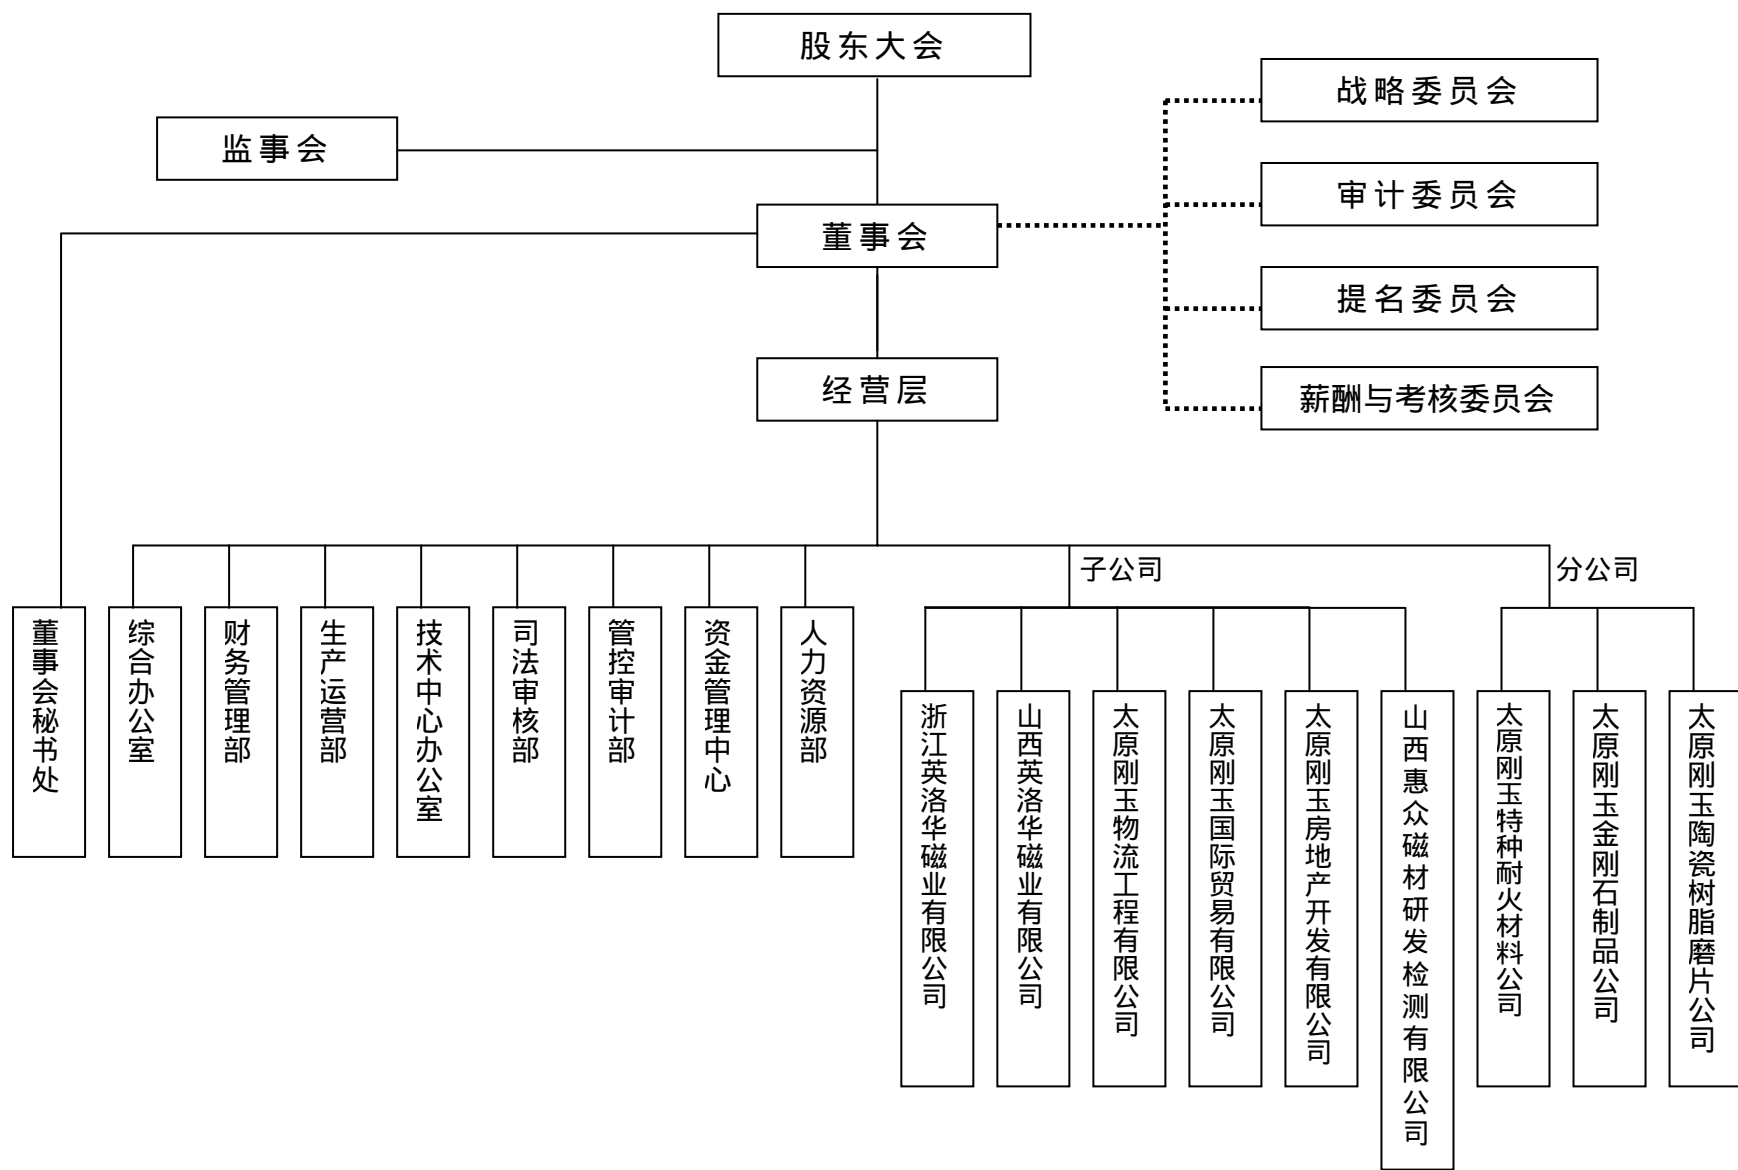 股东大会
战略委员会
监事会
审计委员会
董事会
提名委员会
经营层
薪酬与考核委员会
子公司
分公司
董事会秘书处
综合办公室
财务管理部
生产运营部
技术中心办公室
司法审核部
管控审计部
资金管理中心
人力资源部
浙江英洛华磁业有限公司
山西英洛华磁业有限公司
太原刚玉物流工程有限公司
太原刚玉国际贸易有限公司
太原刚玉房地产开发有限公司
山西惠众磁材研发检测有限公司
太原刚玉特种耐火材料公司
太原刚玉金刚石制品公司
太原刚玉陶瓷树脂磨片公司